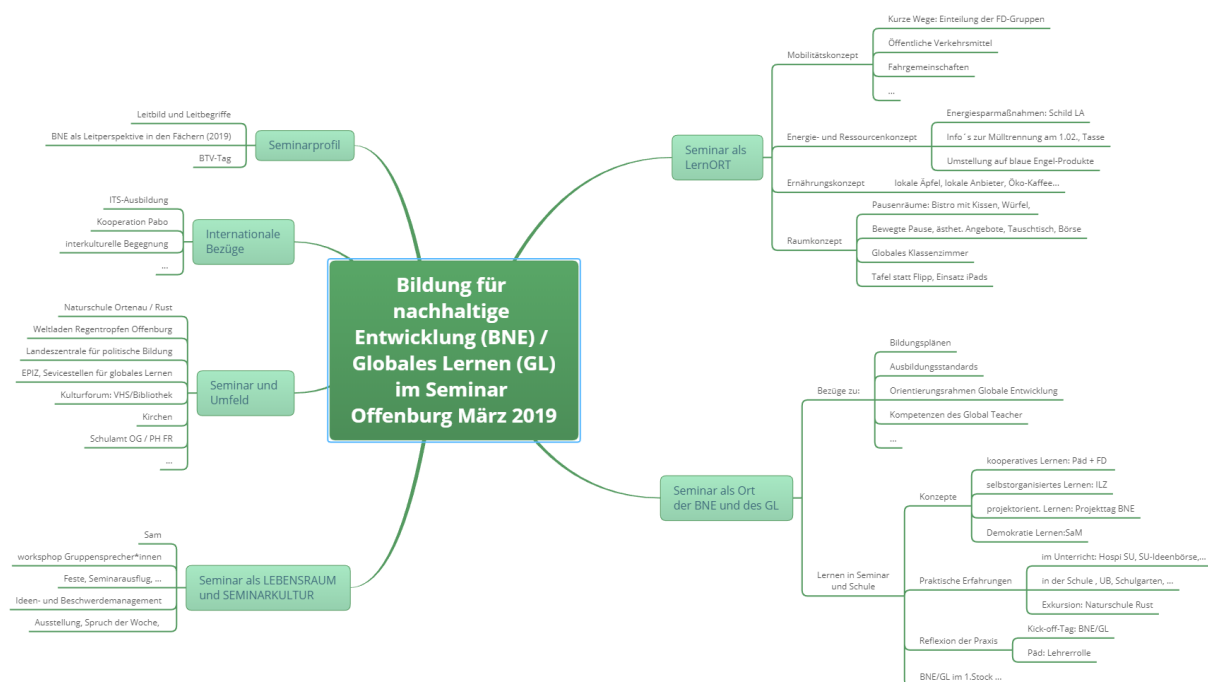 Bildung für
nachhaltige
Entwicklung (BNE) /
Globales Lernen (GL)
im Seminar
Offenburg März 2019
Seminarprofil
Leitbild und Leitbegriffe
BNE als Leitperspektive in den Fächern (2019)
BTV-Tag
Internationale
Bezüge
ITS-Ausbildung
Kooperation Pabo
interkulturelle Begegnung
...
Seminar und
Umfeld
Naturschule Ortenau / Rust
Weltladen Regentropfen Offenburg
Landeszentrale für politische Bildung
EPIZ, Sevicestellen für globales Lernen
Kulturforum: VHS/Bibliothek
Kirchen
Schulamt OG / PH FR
...
Seminar als LEBENSRAUM
und SEMINARKULTUR
Sam
worksphop Gruppensprecher*innen
Feste, Seminarausflug, ...
Ideen- und Beschwerdemanagement
Ausstellung, Spruch der Woche,
Seminar als
LernORT
Mobilitätskonzept
Kurze Wege: Einteilung der FD-Gruppen
Öffentliche Verkehrsmittel
Fahrgemeinschaften
...
Energie- und Ressourcenkonzept
Energiesparmaßnahmen: Schild LA
Info´s zur Mülltrennung am 1.02., Tasse
Umstellung auf blaue Engel-Produkte
Ernährungskonzept
lokale Äpfel, lokale Anbieter, Öko-Kaffee...
Raumkonzept
Pausenräume: Bistro mit Kissen, Würfel,
Bewegte Pause, ästhet. Angebote, Tauschtisch, Börse
Globales Klassenzimmer
Tafel statt Flipp, Einsatz iPads
Seminar als Ort
der BNE und des GL
Bezüge zu:
Bildungsplänen
Ausbildungsstandards
Orientierungsrahmen Globale Entwicklung
Kompetenzen des Global Teacher
...
Lernen in Seminar
und Schule
Konzepte
kooperatives Lernen: Päd + FD
selbstorganisiertes Lernen: ILZ
projektorient. Lernen: Projekttag BNE
Demokratie Lernen:SaM
Praktische Erfahrungen
im Unterricht: Hospi SU, SU-Ideenbörse,...
in der Schule , UB, Schulgarten, ...
Exkursion: Naturschule Rust
Reflexion der Praxis
Kick-off-Tag: BNE/GL
Päd: Lehrerrolle
BNE/GL im 1.Stock ...